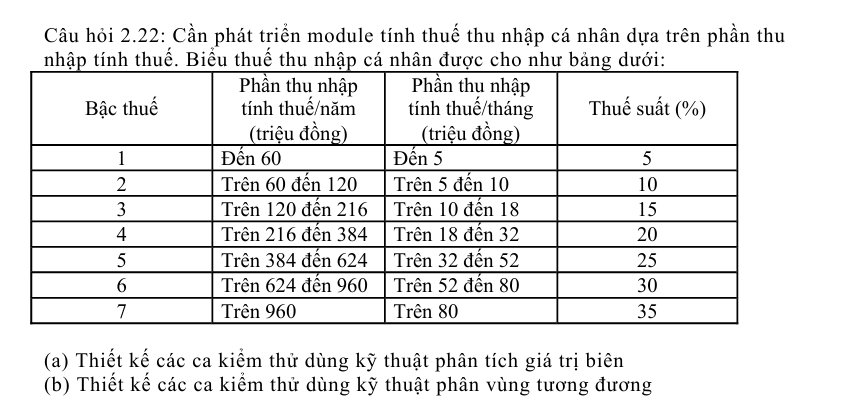 Câu hỏi 2.22: Cần phát triển module tính thuế thu nhập cá nhân dựa trên phần thu
nhập tính thuế. Biểu thuế thu nhập cá nhân được cho như bảng dưới:
Bậc thuế Phần thu nhập tính thuế/năm (triệu đồng) Phần thu nhập tính thuế/tháng (triệu đồng) Thuế suất (%)
1 Đến 60 Đến 5 5
2 Trên 60 đến 120 Trên 5 đến 10 10
3 Trên 120 đến 216 Trên 10 đến 18 15
4 Trên 216 đến 384 Trên 18 đến 32 20
5 Trên 384 đến 624 Trên 32 đến 52 25
6 Trên 624 đến 960 Trên 52 đến 80 30
7 Trên 960 Trên 80 35
(a) Thiết kế các ca kiểm thử dùng kỹ thuật phân tích giá trị biên
(b) Thiết kế các ca kiểm thử dùng kỹ thuật phân vùng tương đương